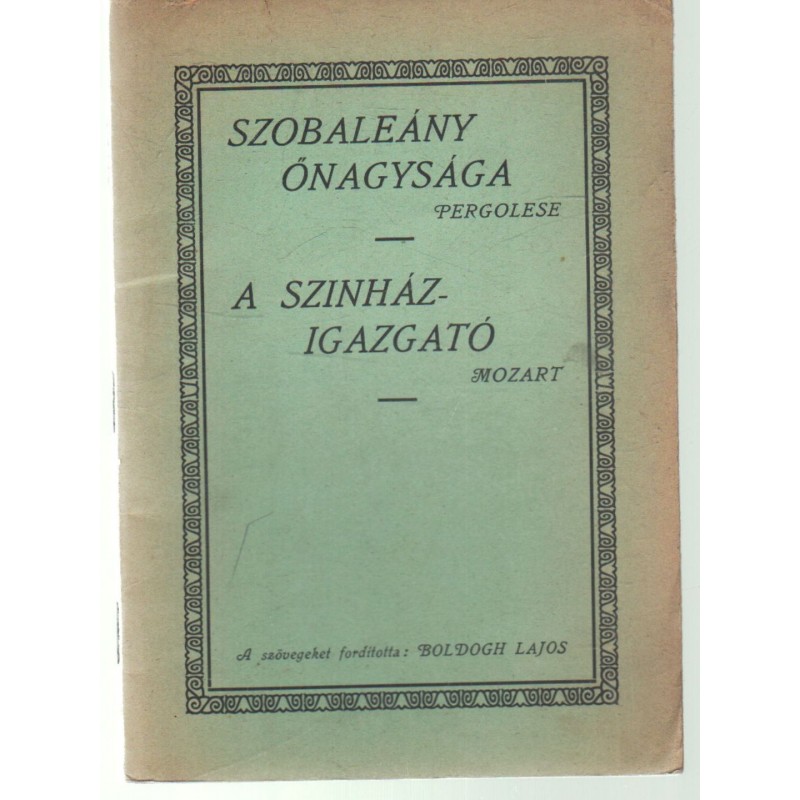 SZOBALEÁNY
ŐNAGYSÁGA
PERGOLESE
A SZINHÁZ-
IGAZGATÓ
MOZART
A szövegeket fordította: BOLDOGH LAJOS